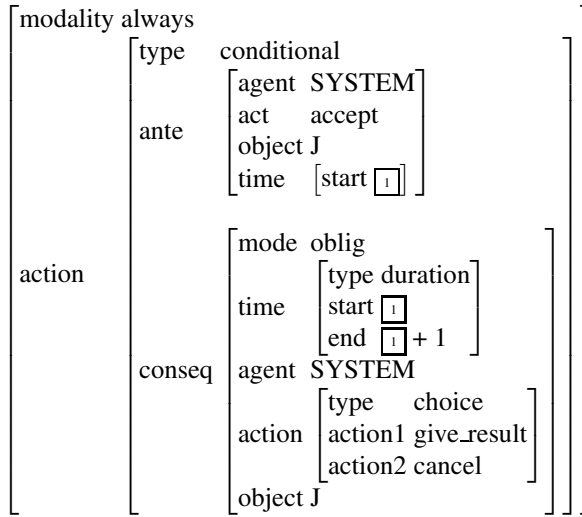 modality always
type conditional
agent SYSTEM
act accept
ante
object J
time [start 1]
mode oblig
type duration
action
time start 1
end 1 + 1
conseq agent SYSTEM
type choice
action action1 give_result
action2 cancel
object J